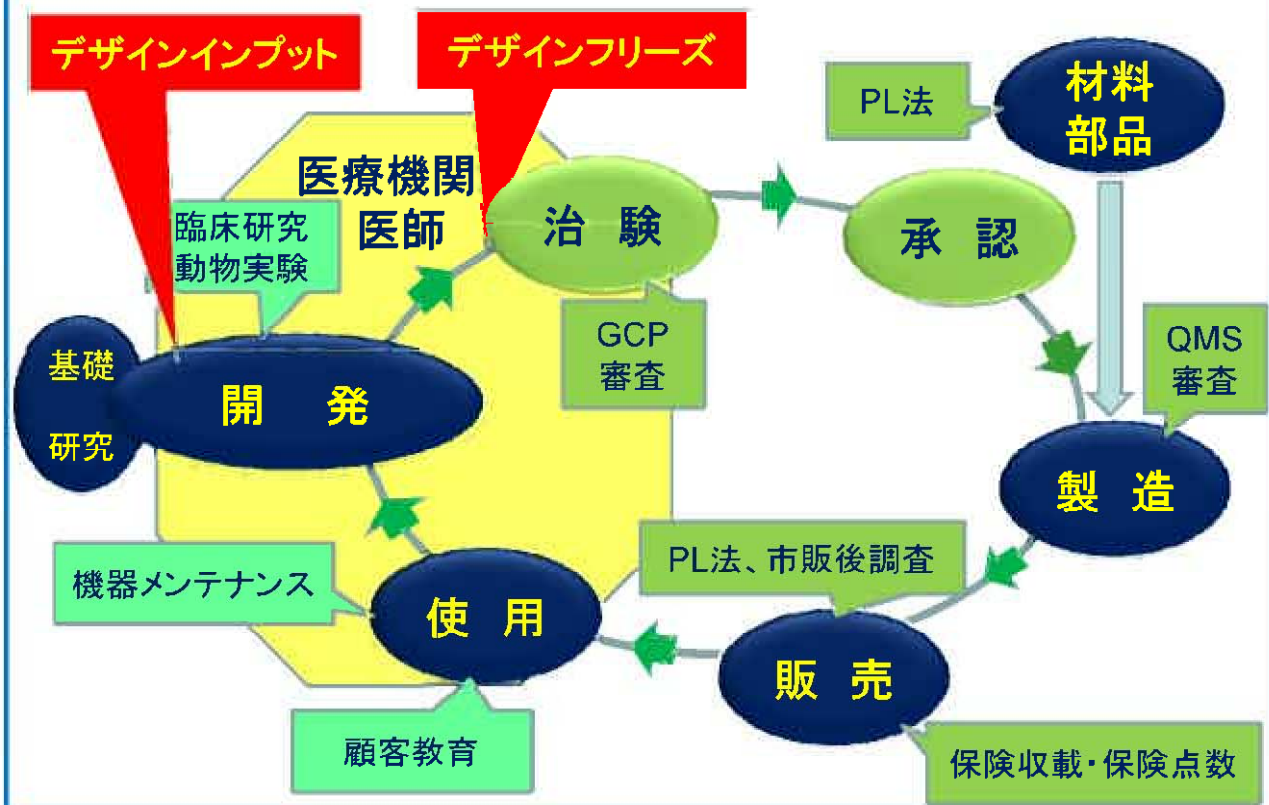 デザインインプット
デザインフリーズ
PL法
材料
部品
医療機関
医師
臨床研究
動物実験
治 験
承 認
GCP
審査
QMS
審査
基礎
研究
開 発
製 造
PL法、市販後調査
機器メンテナンス
使 用
販 売
顧客教育
保険収載・保険点数